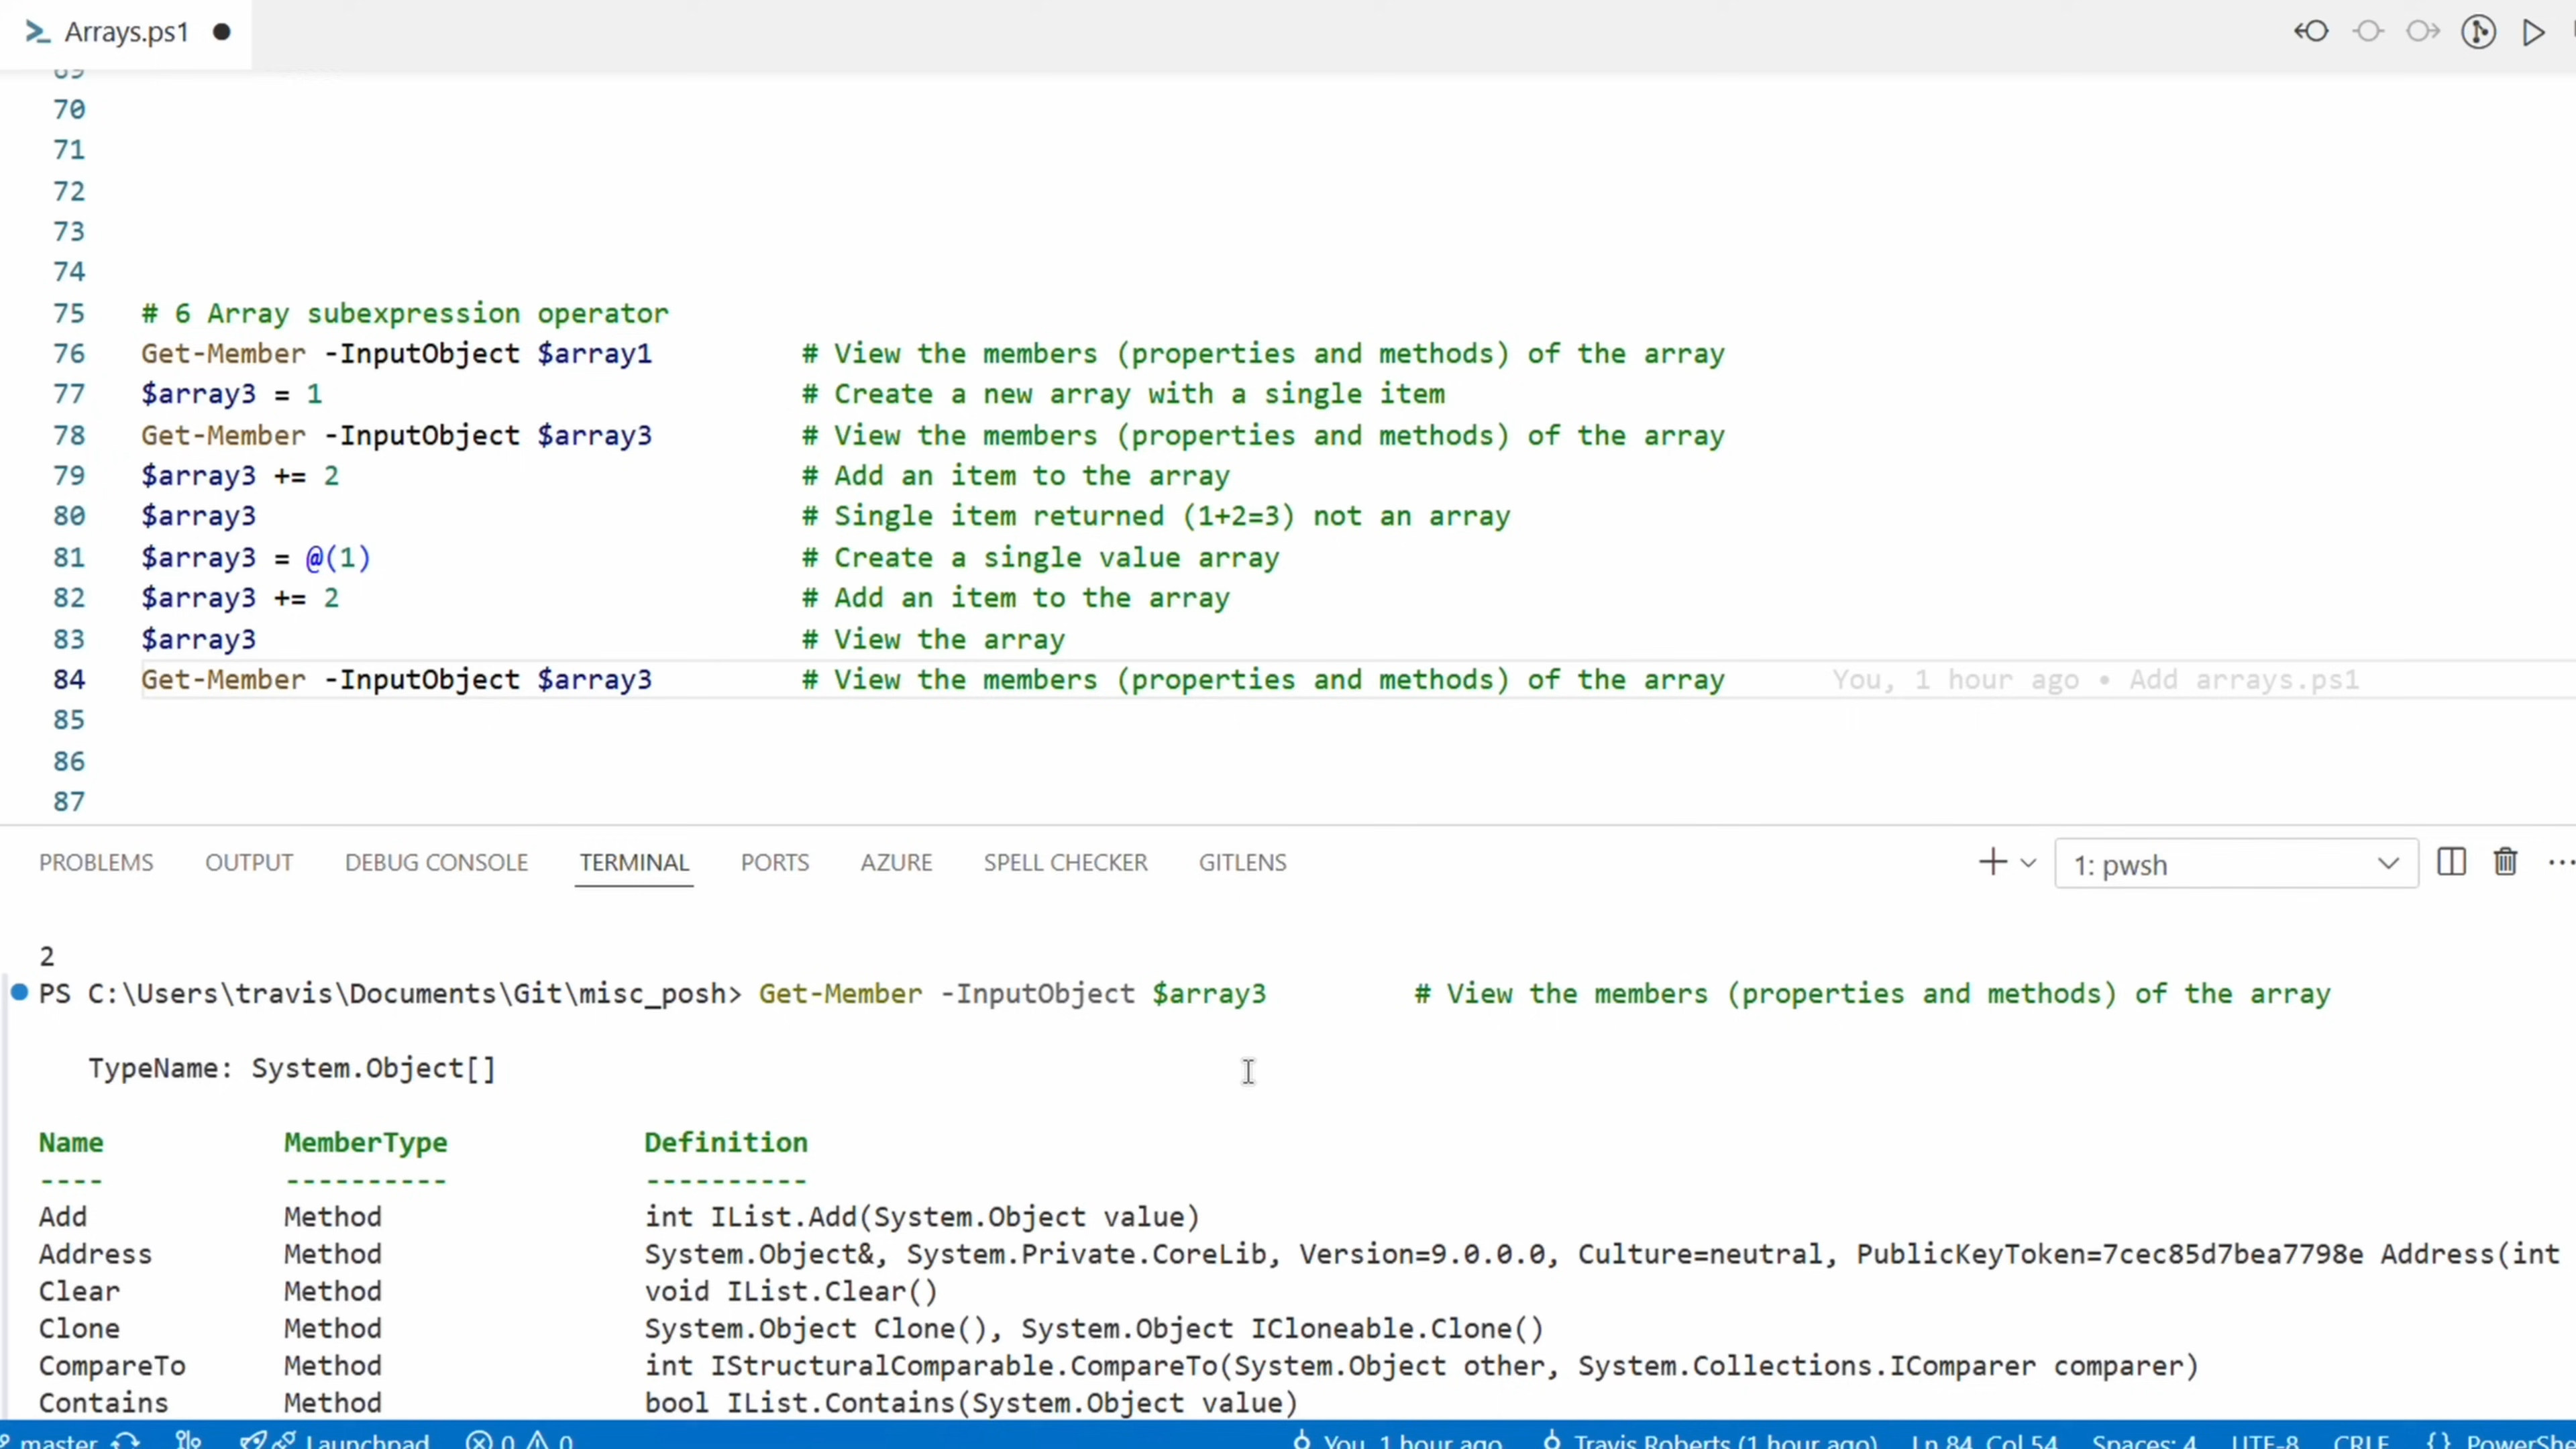 Arrays.ps1
69
70
71
72
73
74
75 # 6 Array subexpression operator
76 Get-Member -InputObject $array1 # View the members (properties and methods) of the array
77 $array3 = 1 # Create a new array with a single item
78 Get-Member -InputObject $array3 # View the members (properties and methods) of the array
79 $array3 += 2 # Add an item to the array
80 $array3 # Single item returned (1+2=3) not an array
81 $array3 = @(1) # Create a single value array
82 $array3 += 2 # Add an item to the array
83 $array3 # View the array
84 Get-Member -InputObject $array3 # View the members (properties and methods) of the array You, 1 hour ago • Add arrays.ps1
85
86
87
PROBLEMS OUTPUT DEBUG CONSOLE TERMINAL PORTS AZURE SPELL CHECKER GITLENS 1: pwsh
2
PS C:\Users\travis\Documents\Git\misc_posh> Get-Member -InputObject $array3 # View the members (properties and methods) of the array
TypeName: System.Object[]
Name MemberType Definition
---- ---------- ----------
Add Method int IList.Add(System.Object value)
Address Method System.Object&, System.Private.CoreLib, Version=9.0.0.0, Culture=neutral, PublicKeyToken=7cec85d7bea7798e Address(int
Clear Method void IList.Clear()
Clone Method System.Object Clone(), System.Object ICloneable.Clone()
CompareTo Method int IStructuralComparable.CompareTo(System.Object other, System.Collections.IComparer comparer)
Contains Method bool IList.Contains(System.Object value)
master Launchpad 0 0 You, 1 hour ago Travis Roberts (1 hour ago) Ln 84, Col 54 Spaces: 4 UTF-8 CRLF {} PowerShe